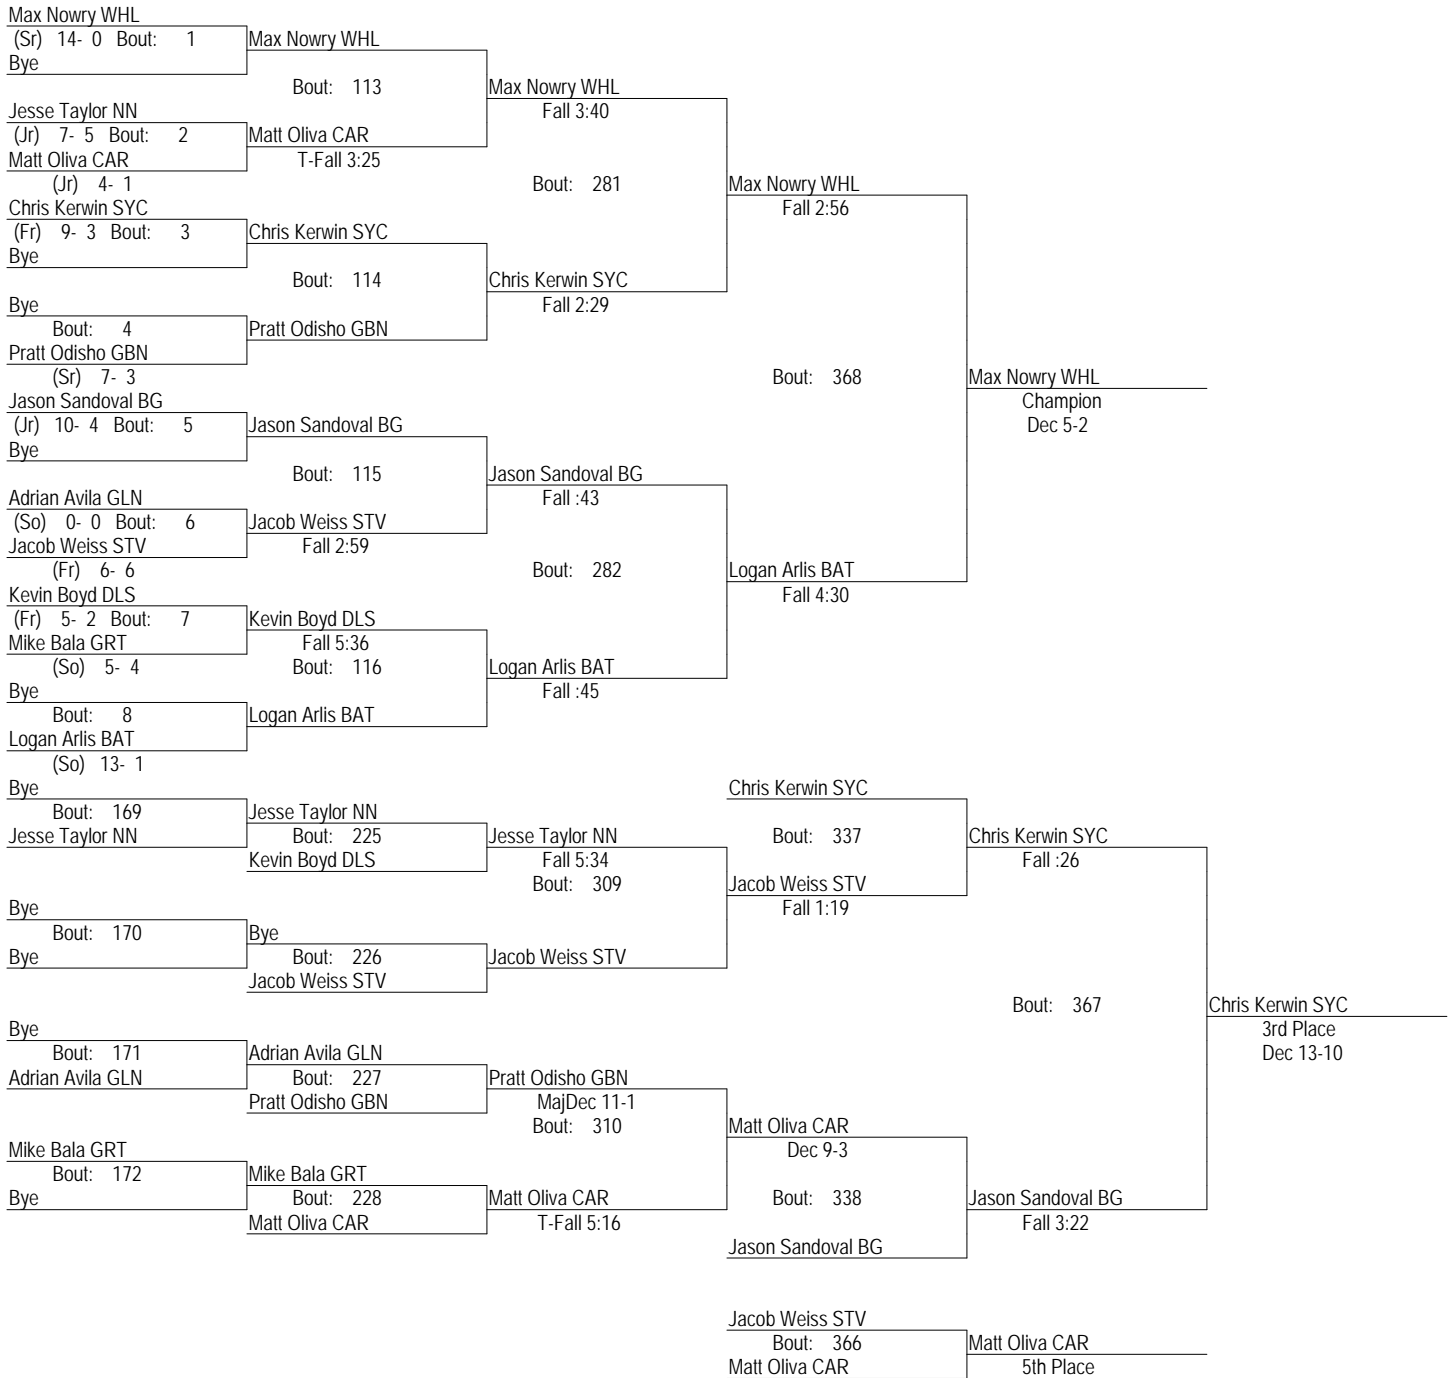 Max Nowry WHL
(Sr) 14- 0 Bout: 1 Max Nowry WHL
Bye
Bout: 113 Max Nowry WHL
Jesse Taylor NN Fall 3:40
(Jr) 7- 5 Bout: 2 Matt Oliva CAR
Matt Oliva CAR T-Fall 3:25
(Jr) 4- 1 Bout: 281 Max Nowry WHL
Chris Kerwin SYC Fall 2:56
(Fr) 9- 3 Bout: 3 Chris Kerwin SYC
Bye
Bout: 114 Chris Kerwin SYC
Bye Fall 2:29
Bout: 4 Pratt Odisho GBN
Pratt Odisho GBN
(Sr) 7- 3 Bout: 368 Max Nowry WHL
Jason Sandoval BG Champion
(Jr) 10- 4 Bout: 5 Jason Sandoval BG Dec 5-2
Bye
Bout: 115 Jason Sandoval BG
Adrian Avila GLN Fall :43
(So) 0- 0 Bout: 6 Jacob Weiss STV
Jacob Weiss STV Fall 2:59
(Fr) 6- 6 Bout: 282 Logan Arlis BAT
Kevin Boyd DLS Fall 4:30
(Fr) 5- 2 Bout: 7 Kevin Boyd DLS
Mike Bala GRT Fall 5:36
(So) 5- 4 Bout: 116 Logan Arlis BAT
Bye Fall :45
Bout: 8 Logan Arlis BAT
Logan Arlis BAT
(So) 13- 1
Bye Chris Kerwin SYC
Bout: 169 Jesse Taylor NN
Jesse Taylor NN Bout: 225 Jesse Taylor NN Bout: 337 Chris Kerwin SYC
Kevin Boyd DLS Fall 5:34 Fall :26
Bout: 309 Jacob Weiss STV
Bye Fall 1:19
Bout: 170 Bye
Bye Bout: 226 Jacob Weiss STV
Jacob Weiss STV
Bout: 367 Chris Kerwin SYC
Bye 3rd Place
Bout: 171 Adrian Avila GLN Dec 13-10
Adrian Avila GLN Bout: 227 Pratt Odisho GBN
Pratt Odisho GBN MajDec 11-1
Bout: 310 Matt Oliva CAR
Mike Bala GRT Dec 9-3
Bout: 172 Mike Bala GRT
Bye Bout: 228 Matt Oliva CAR Bout: 338 Jason Sandoval BG
Matt Oliva CAR T-Fall 5:16 Fall 3:22
Jason Sandoval BG
Jacob Weiss STV
Bout: 366 Matt Oliva CAR
Matt Oliva CAR 5th Place